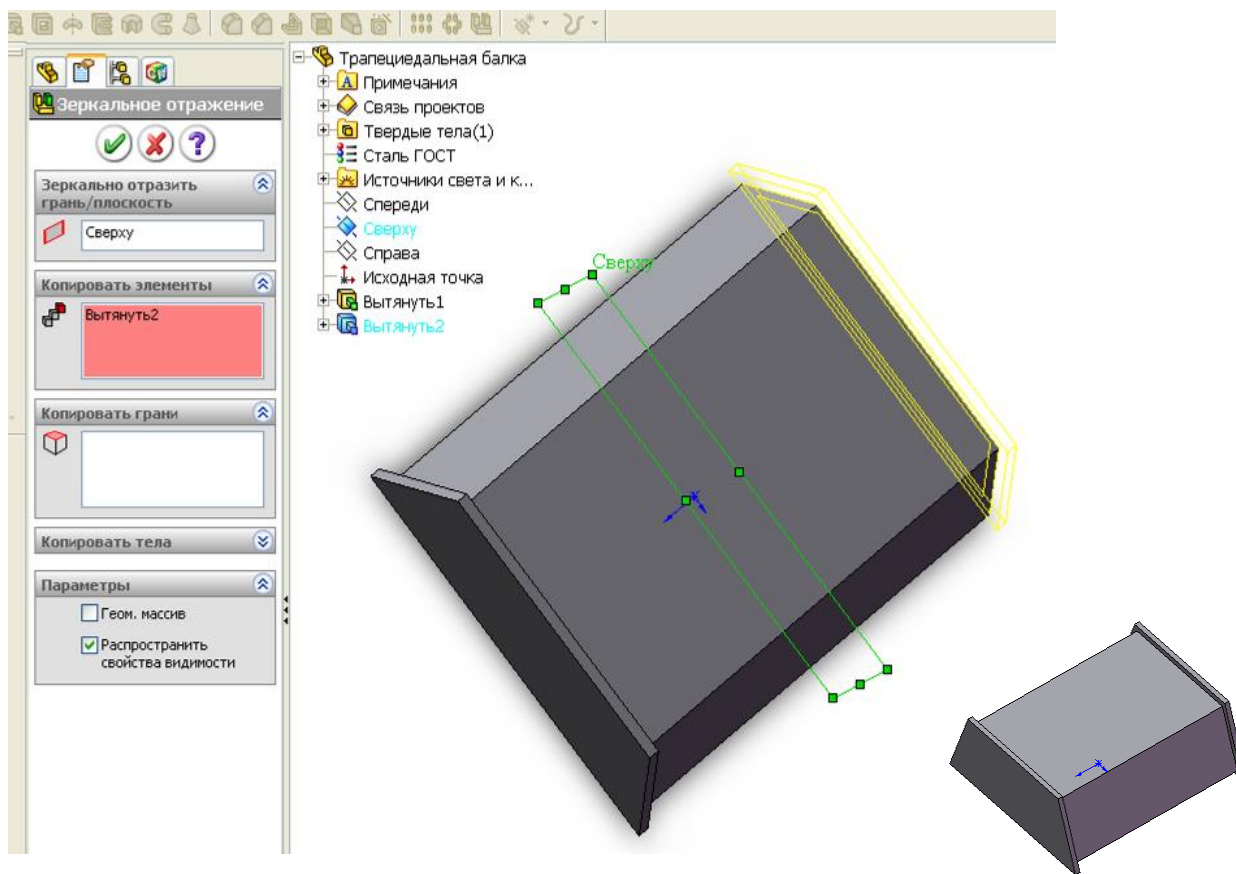 Зеркальное отражение
?
Зеркально отразить
грань/плоскость
Сверху
Копировать элементы
Вытянуть2
Копировать грани
Копировать тела
Параметры
Геом. массив
Распространить
свойства видимости
Трапециедальная балка
A Примечания
Связь проектов
Твердые тела(1)
Сталь ГОСТ
Источники света и к...
Спереди
Сверху
Справа
Исходная точка
Вытянуть1
Вытянуть2
Сверху